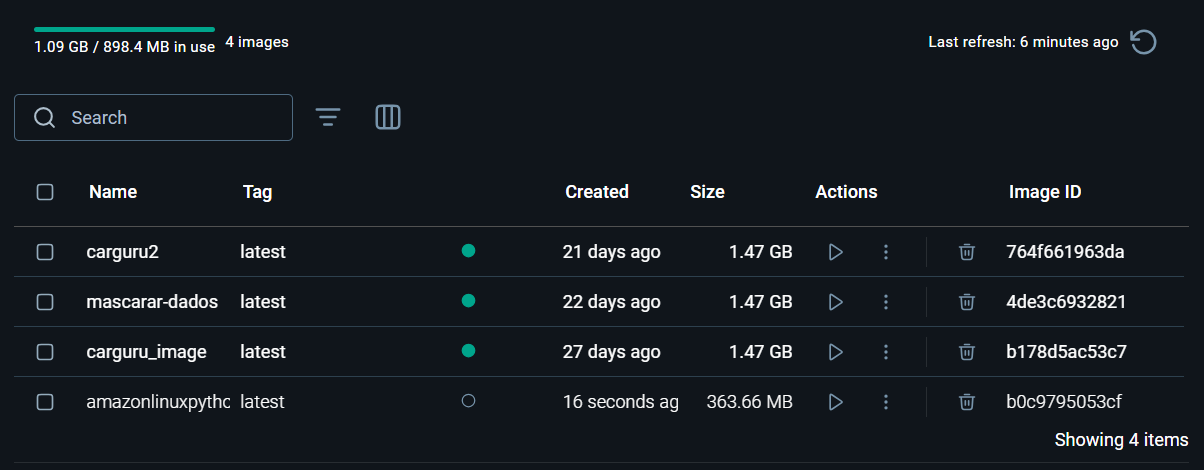 1.09 GB / 898.4 MB in use 4 images Last refresh: 6 minutes ago
Search
Name Tag Created Size Actions Image ID
carguru2 latest 21 days ago 1.47 GB 764f661963da
mascarar-dados latest 22 days ago 1.47 GB 4de3c6932821
carguru_image latest 27 days ago 1.47 GB b178d5ac53c7
amazonlinuxpytho latest 16 seconds ag 363.66 MB b0c9795053cf
Showing 4 items